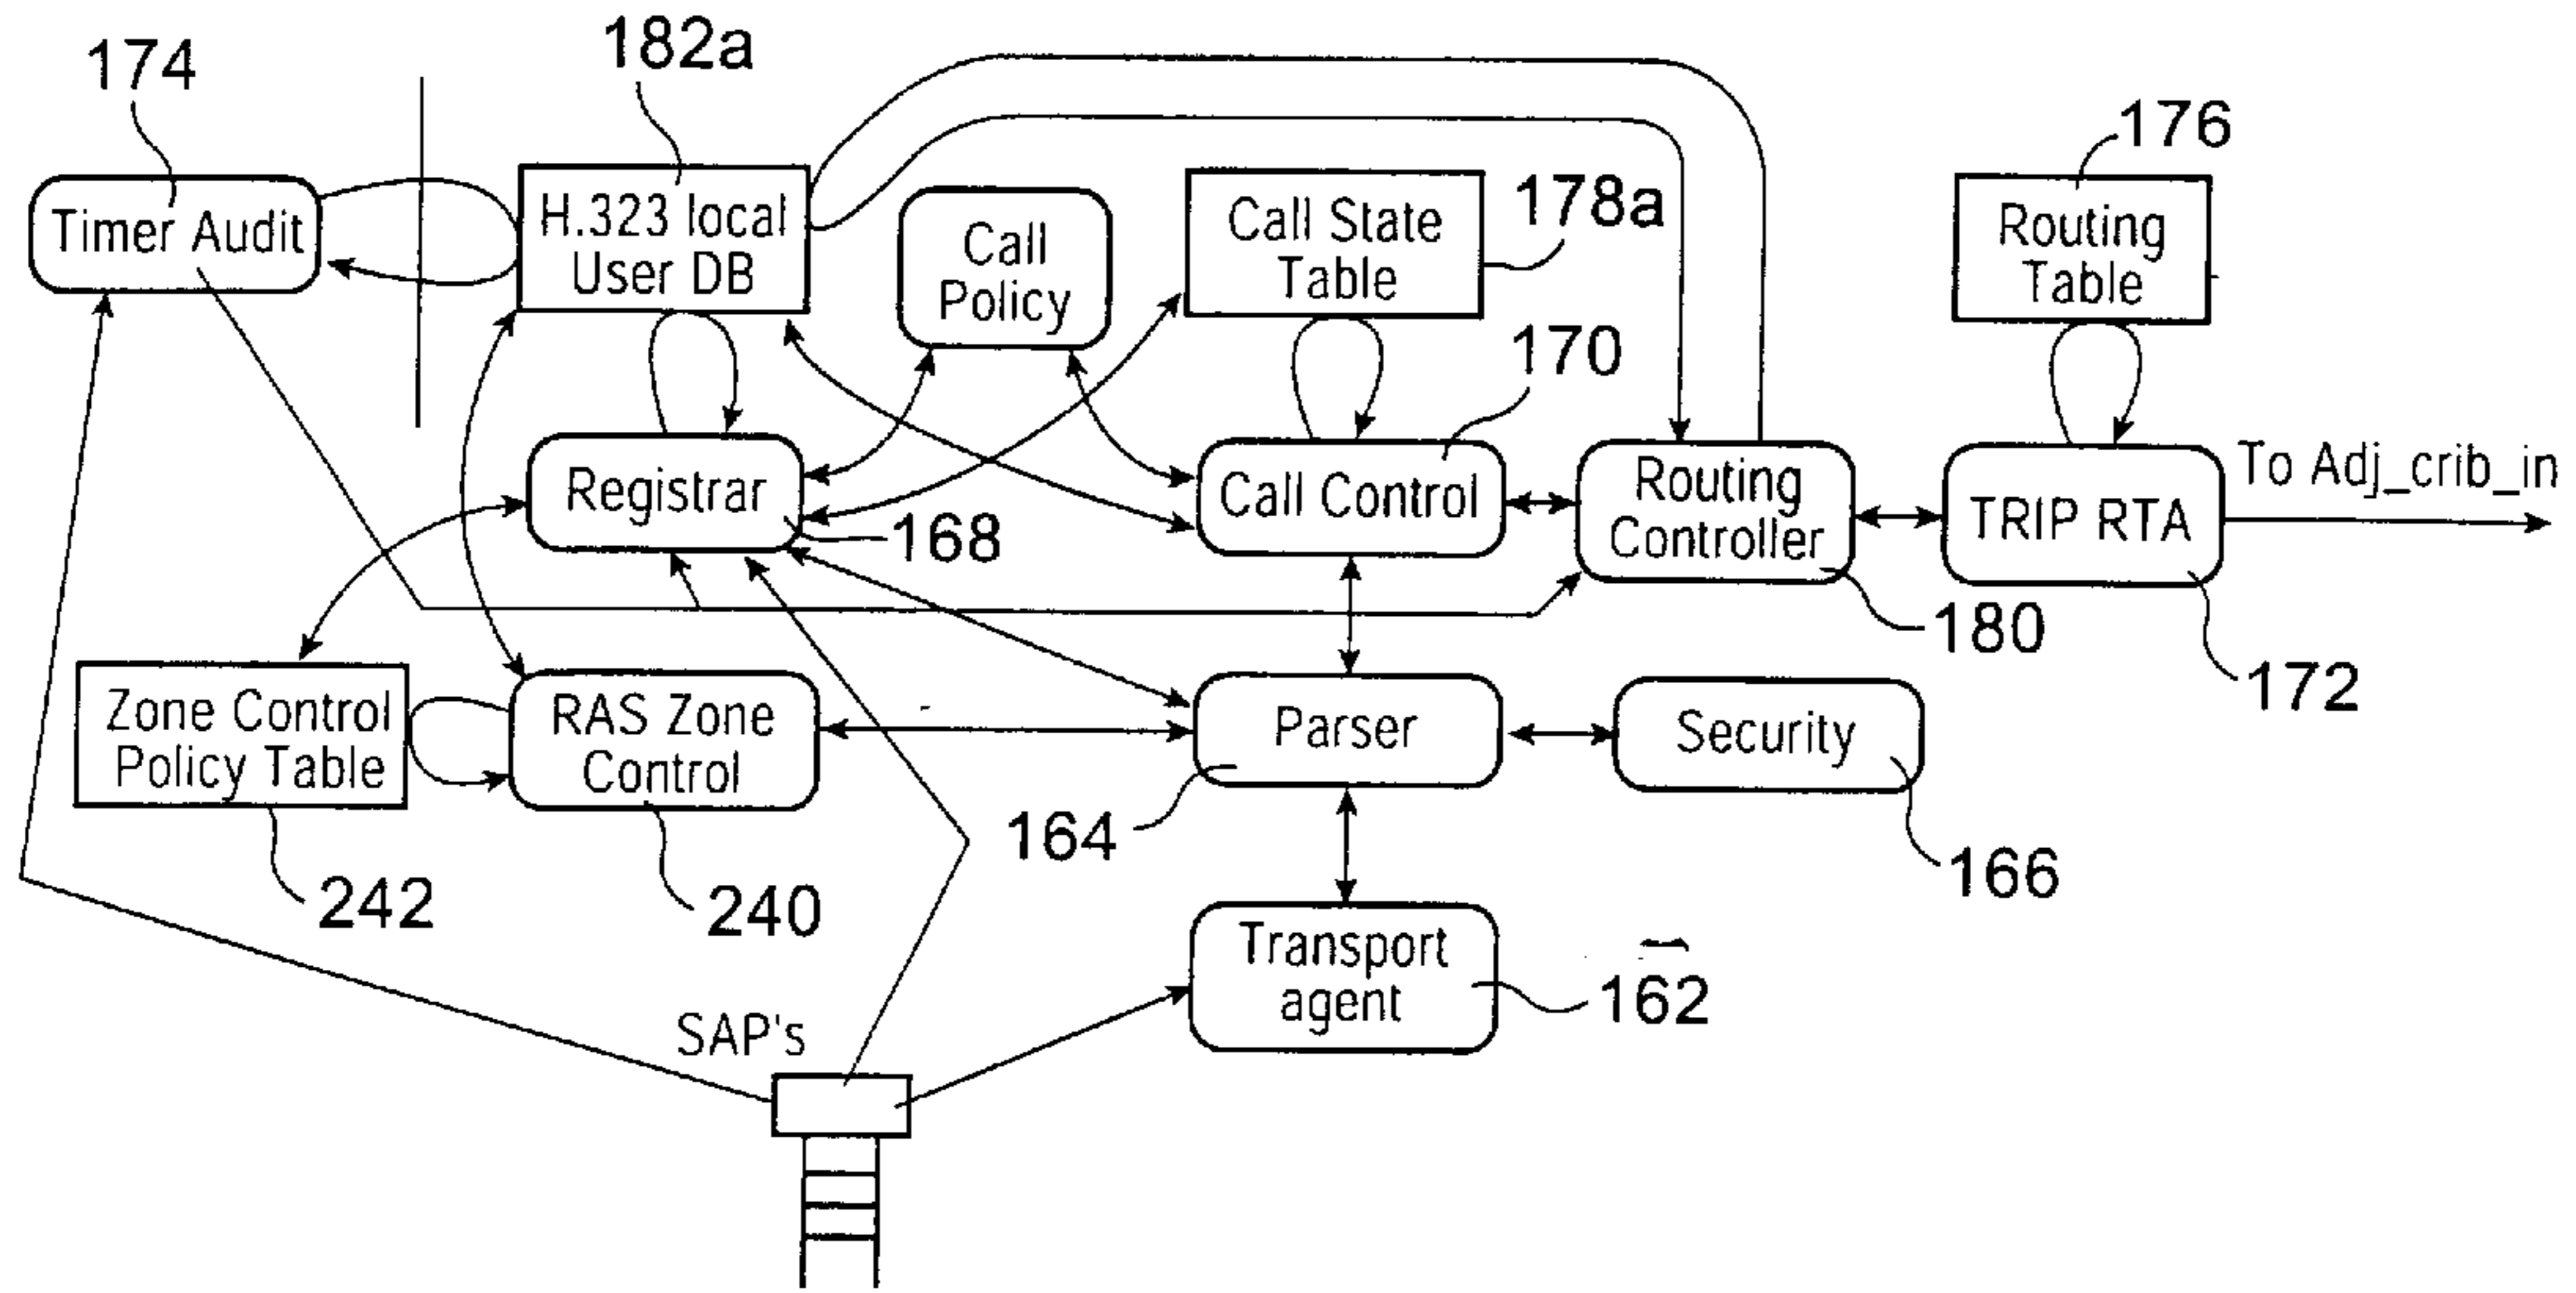 174
182a
176
Timer Audit
H.323 local
User DB
Call
Policy
Call State
Table
178a
Routing
Table
170
Registrar
168
Call Control
Routing
Controller
180
TRIP RTA
172
To Adj_crib_in
Zone Control
Policy Table
242
RAS Zone
Control
240
Parser
164
Security
166
Transport
agent
162
SAP's